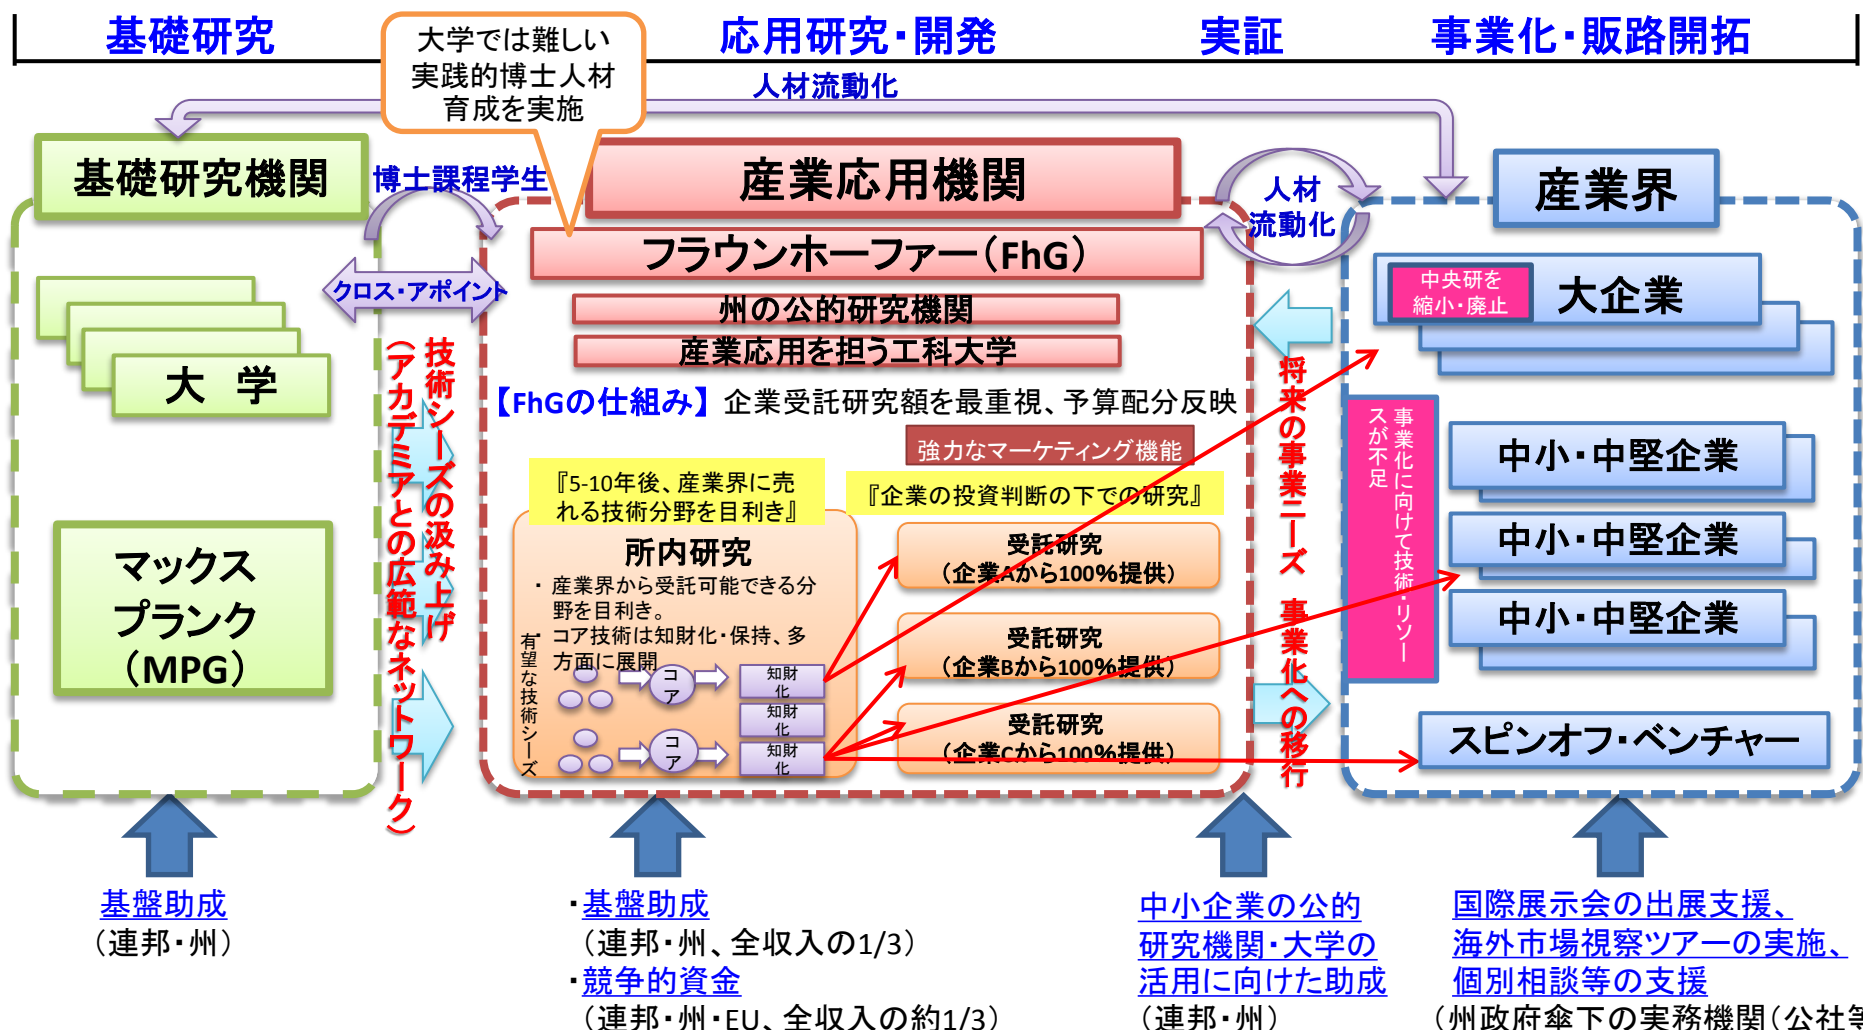 基礎研究
応用研究・開発
実証
事業化・販路開拓
大学では難しい
実践的博士人材
育成を実施
人材流動化
基礎研究機関
博士課程学生
産業応用機関
人材
流動化
産業界
フラウンホーファー（FhG）
クロス・アポイント
州の公的研究機関
産業応用を担う工科大学
中央研を
縮小・廃止
大企業
大　学
技術シーズの汲み上げ
（アカデミアとの広範なネットワーク）
【FhGの仕組み】 企業受託研究額を最重視、予算配分反映
強力なマーケティング機能
『5-10年後、産業界に売
れる技術分野を目利き』
『企業の投資判断の下での研究』
将来の事業ニーズ
事業化への移行
事業化に向けて技術・リソー
スが不足
中小・中堅企業
中小・中堅企業
中小・中堅企業
スピンオフ・ベンチャー
マックス
プランク
（MPG）
所内研究
・ 産業界から受託可能できる分
野を目利き。
・ コア技術は知財化・保持、多
方面に展開
有望な技術シーズ
コ
ア
知財
化
知財
化
コ
ア
知財
化
受託研究
（企業Aから100％提供）
受託研究
（企業Bから100％提供）
受託研究
（企業Cから100％提供）
基盤助成
（連邦・州）
・基盤助成
（連邦・州、全収入の1/3）
・競争的資金
（連邦・州・EU、全収入の約1/3）
中小企業の公的
研究機関・大学の
活用に向けた助成
（連邦・州）
国際展示会の出展支援、
海外市場視察ツアーの実施、
個別相談等の支援
（州政府傘下の実務機関（公社等